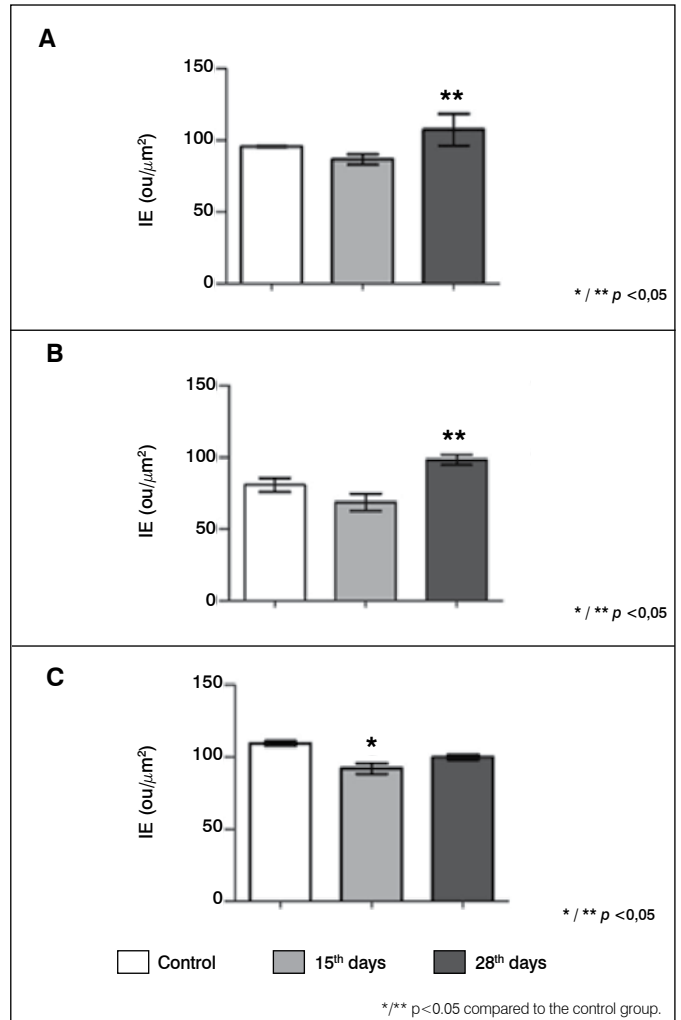 A
150
100
50
0
IE (ou/µm²)
**
* / ** p <0,05
B
150
100
50
0
IE (ou/µm²)
**
* / ** p <0,05
C
150
100
50
0
IE (ou/µm²)
*
* / ** p <0,05
Control 15th days 28th days
*/** p<0.05 compared to the control group.